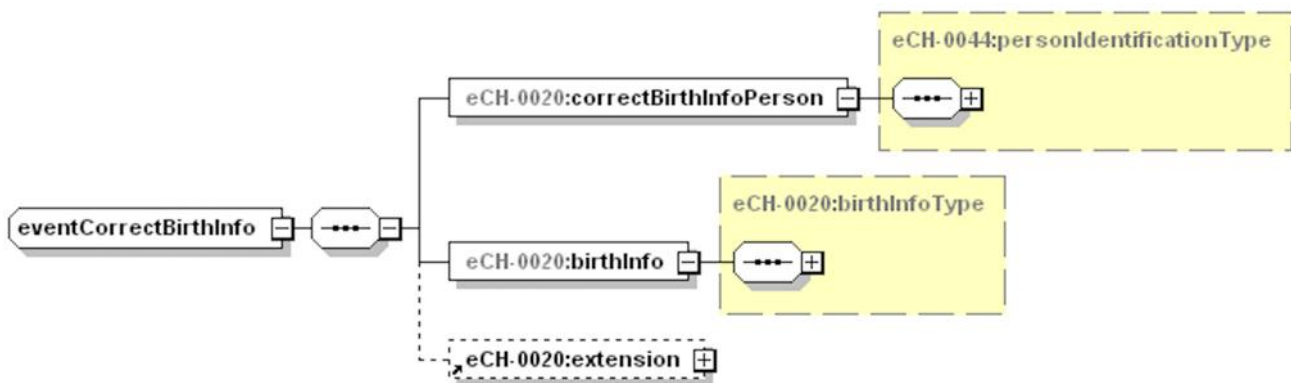 eCH-0044:personIdentificationType
eCH-0020:correctBirthInfoPerson
eCH-0020:birthInfoType
eventCorrectBirthInfo
eCH-0020:birthInfo
eCH-0020:extension